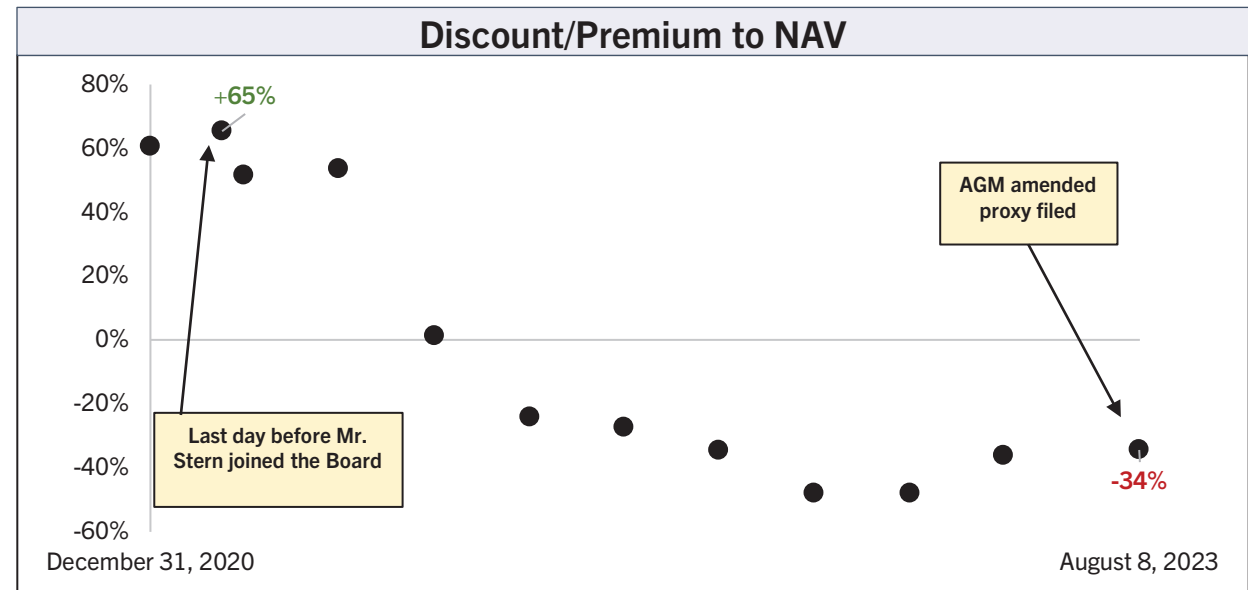 Discount/Premium to NAV
80%
+65%
60%
40%
20%
0%
-20%
-40%
-60%
AGM amended
proxy filed
Last day before Mr.
Stern joined the Board
-34%
December 31, 2020
August 8, 2023